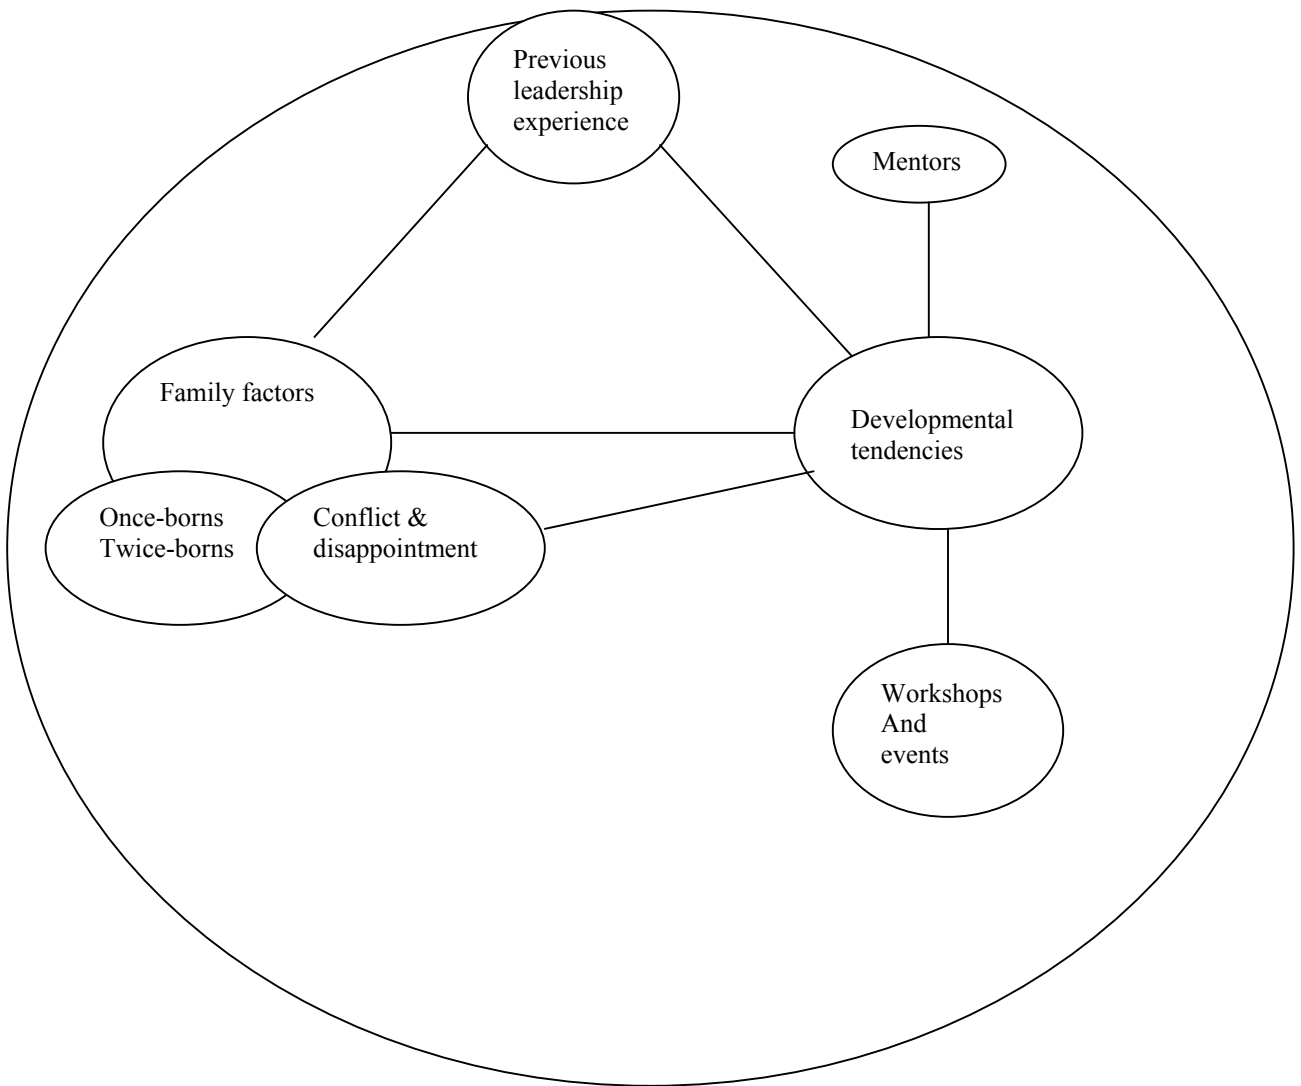 Previous
leadership
experience
Mentors
Family factors
Developmental
tendencies
Once-borns
Twice-borns
Conflict &
disappointment
Workshops
And
events